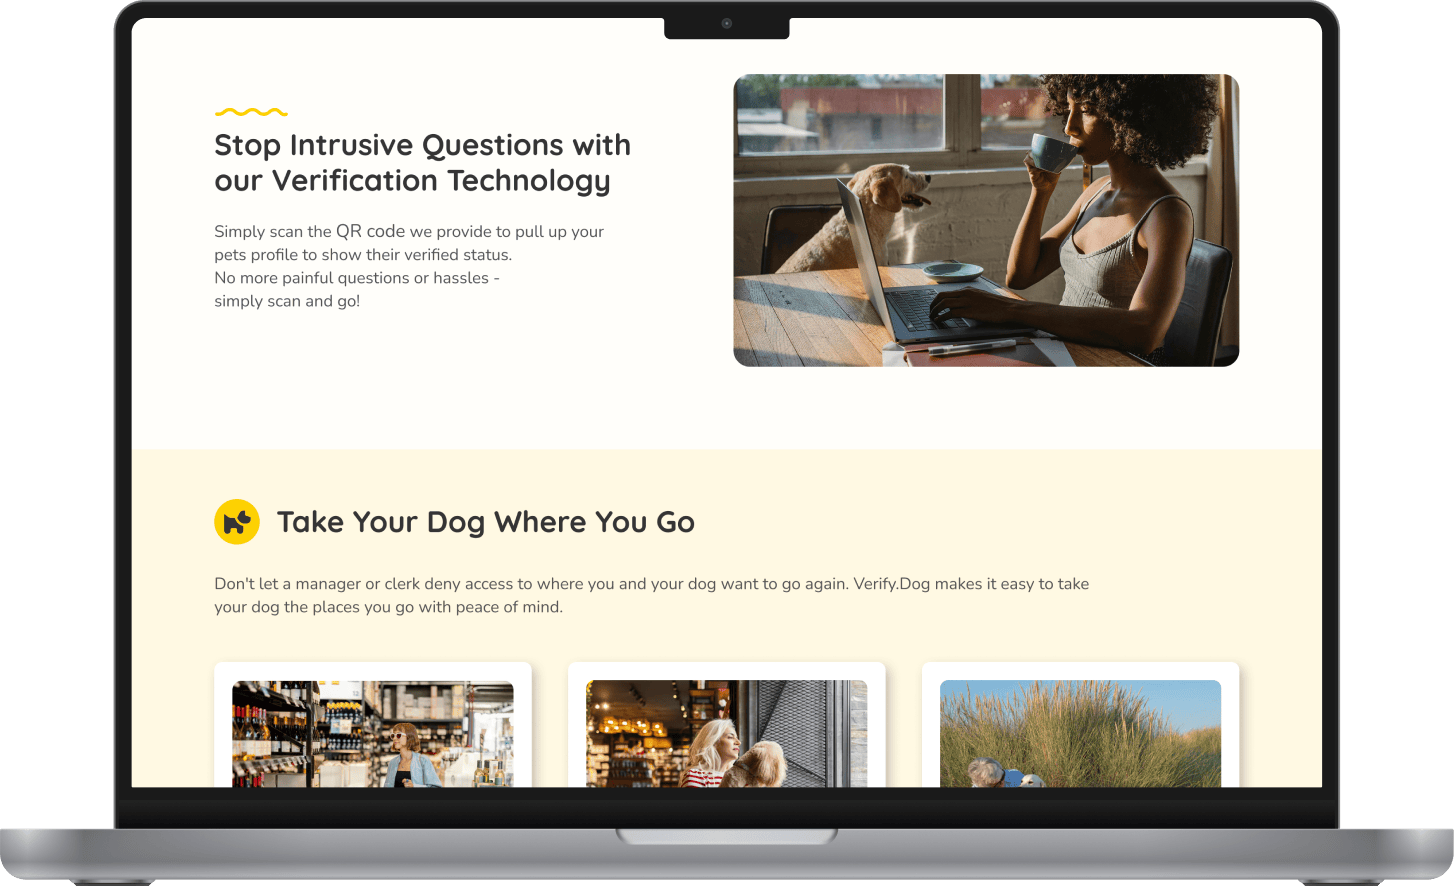 Stop Intrusive Questions with
our Verification Technology
Simply scan the QR code we provide to pull up your
pets profile to show their verified status.
No more painful questions or hassles -
simply scan and go!
Take Your Dog Where You Go
Don't let a manager or clerk deny access to where you and your dog want to go again. Verify.Dog makes it easy to take
your dog the places you go with peace of mind.